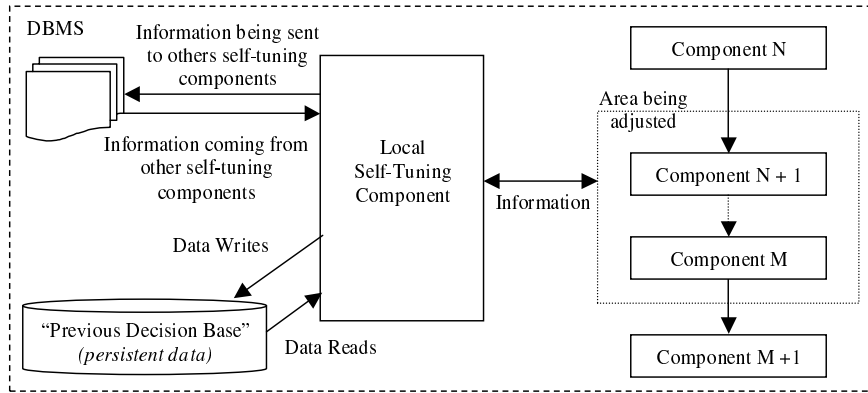 DBMS
Information being sent
to others self-tuning
components
Information coming from
other self-tuning
components
Local
Self-Tuning
Component
Data Writes
“Previous Decision Base”
(persistent data)
Data Reads
Information
Component N
Area being
adjusted
Component N + 1
Component M
Component M +1